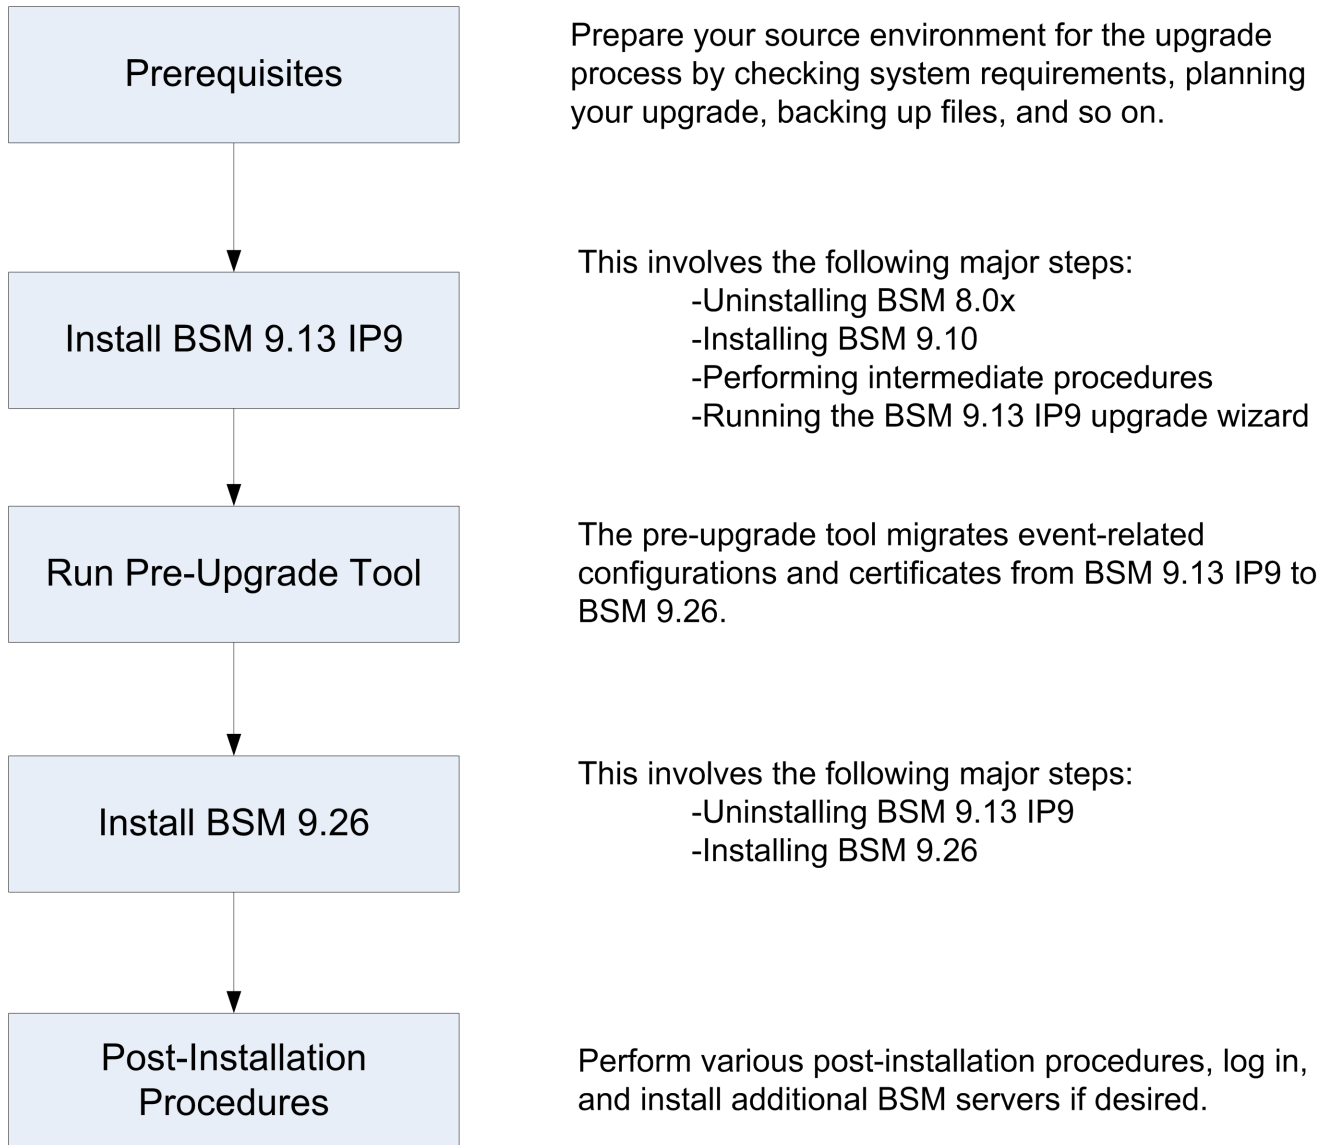 Prerequisites
Prepare your source environment for the upgrade
process by checking system requirements, planning
your upgrade, backing up files, and so on.
Install BSM 9.13 IP9
This involves the following major steps:
-Uninstalling BSM 8.0x
-Installing BSM 9.10
-Performing intermediate procedures
-Running the BSM 9.13 IP9 upgrade wizard
Run Pre-Upgrade Tool
The pre-upgrade tool migrates event-related
configurations and certificates from BSM 9.13 IP9 to
BSM 9.26.
Install BSM 9.26
This involves the following major steps:
-Uninstalling BSM 9.13 IP9
-Installing BSM 9.26
Post-Installation
Procedures
Perform various post-installation procedures, log in,
and install additional BSM servers if desired.